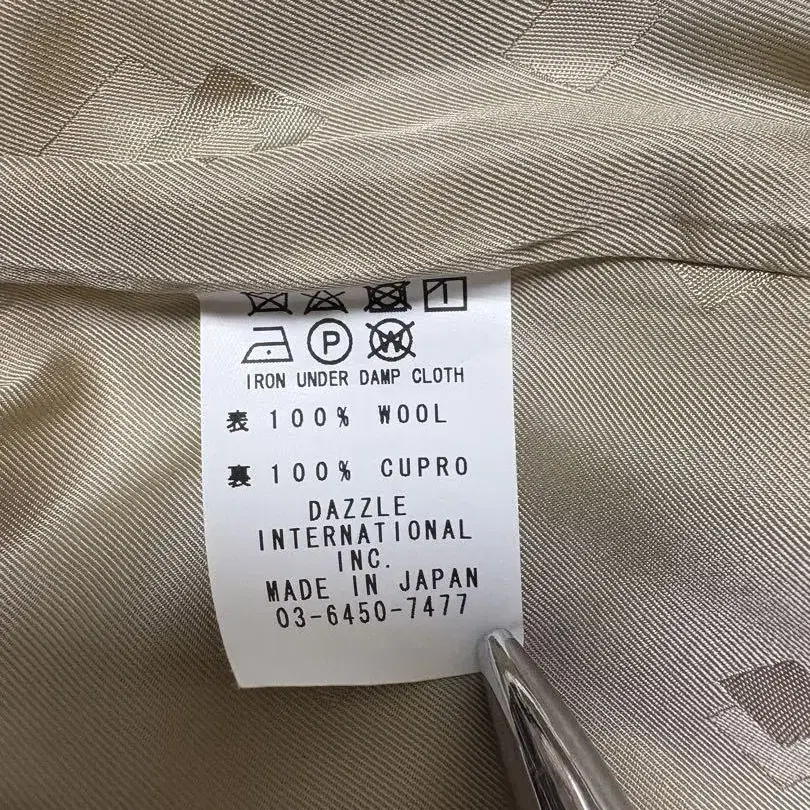 P W
IRON UNDER DAMP CLOTH
表 100% WOOL
裏 100% CUPRO
DAZZLE
INTERNATIONAL
INC.
MADE IN JAPAN
03-6450-7477